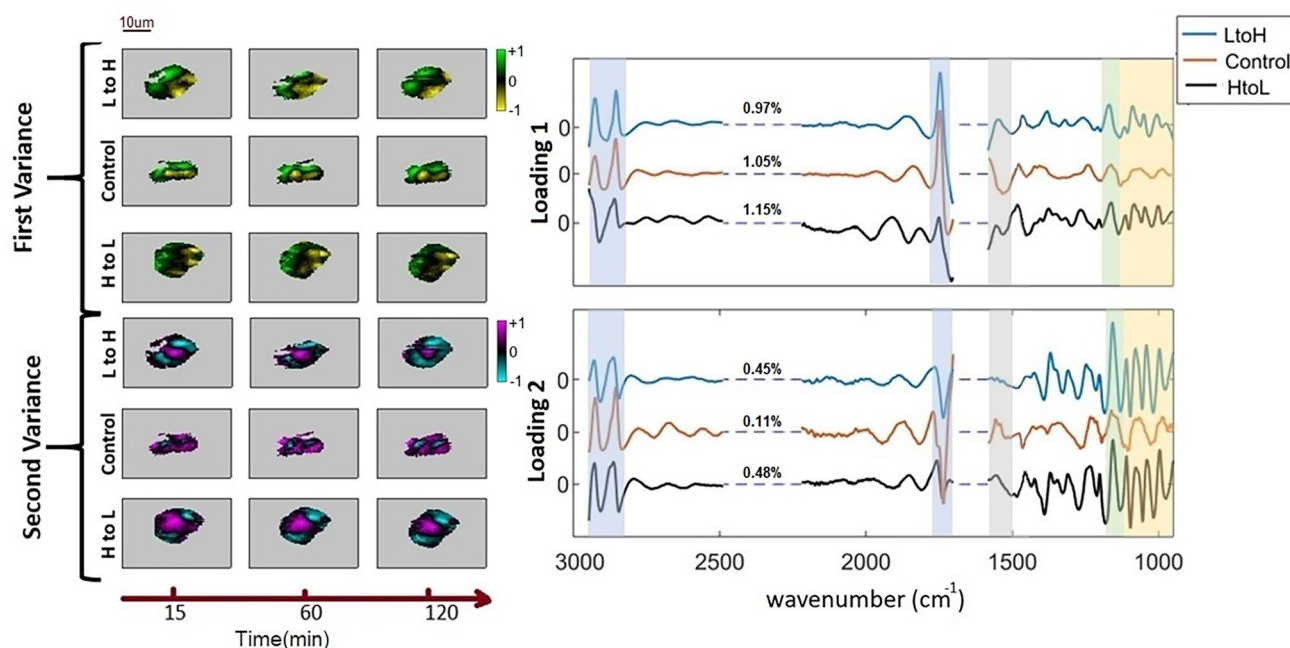 10um
First Variance
L to H
+1
0
-1
Control
H to L
Second Variance
L to H
+1
0
-1
Control
H to L
15
60
120
Time(min)
LtoH
Control
HtoL
Loading 1
0
0.97%
0
1.05%
0
1.15%
Loading 2
0
0.45%
0
0.11%
0
0.48%
3000
2500
2000
1500
1000
wavenumber (cm⁻¹)